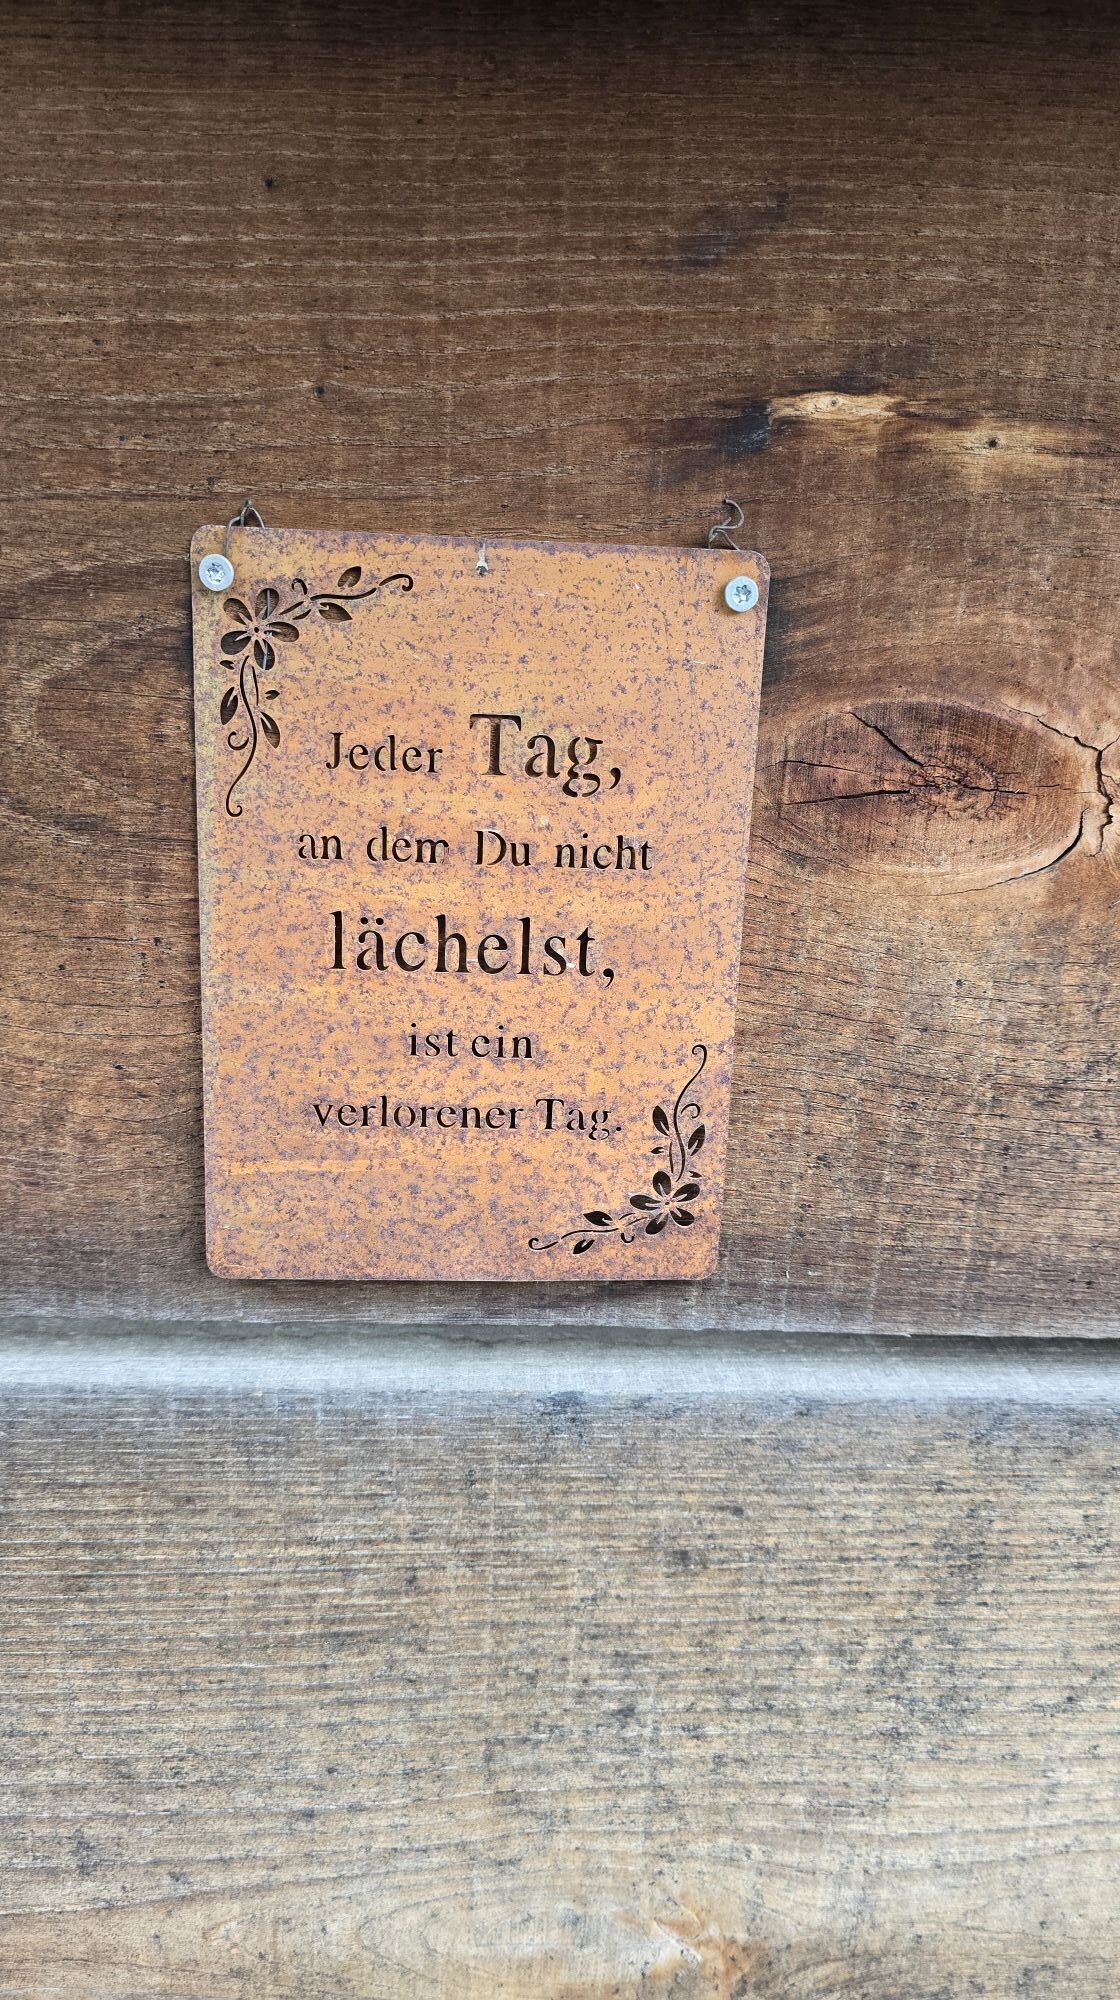 Jeder Tag,
an dem Du nicht
lächelst,
ist ein
verlorener Tag.